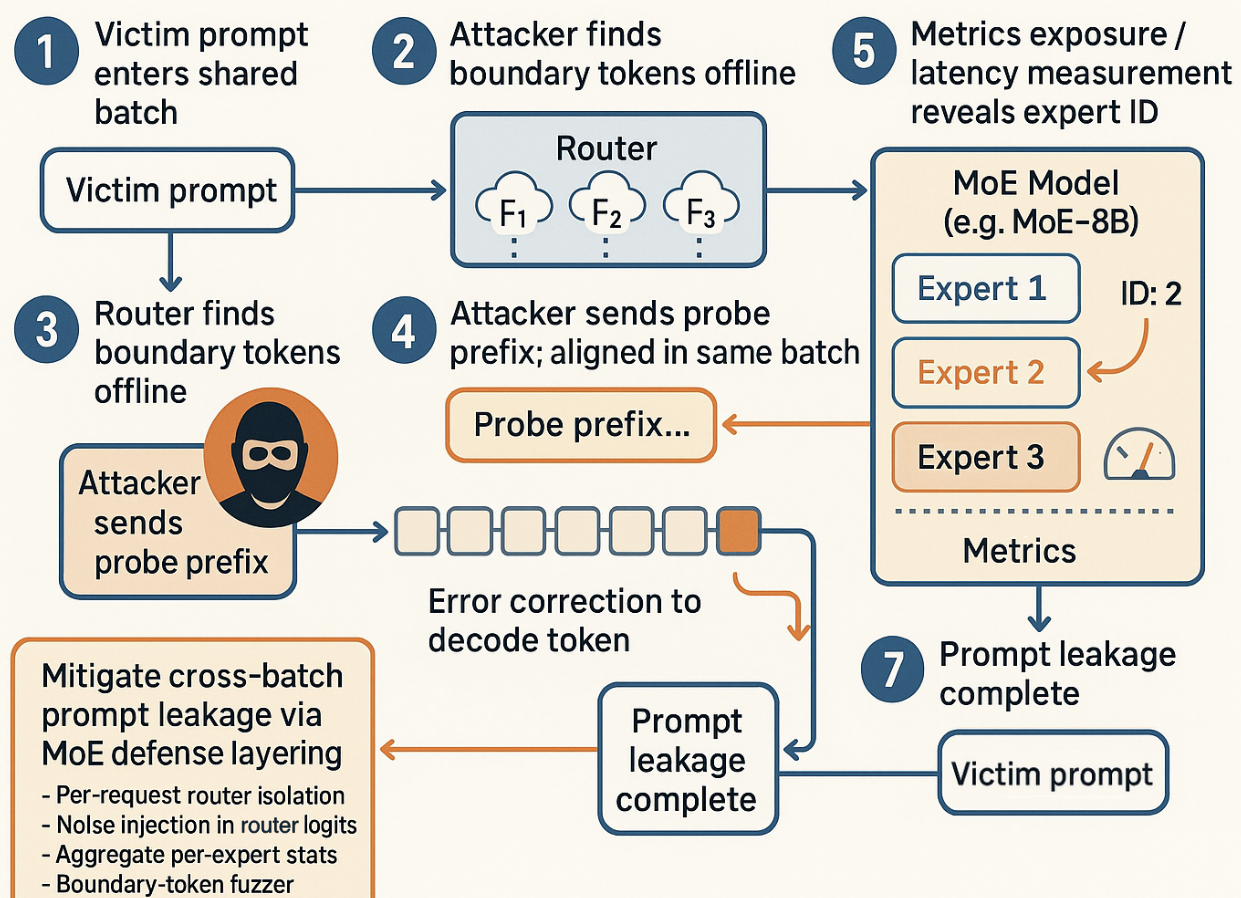 1
Victim prompt
enters shared
batch
2
Attacker finds
boundary tokens offline
5
Metrics exposure /
latency measurement
reveals expert ID
Victim prompt
Router
F₁ F₂ F₃
MoE Model
(e.g. MoE-8B)
Expert 1
ID: 2
Expert 2
Expert 3
Metrics
3
Router finds
boundary tokens
offline
4
Attacker sends probe
prefix; aligned in same batch
Probe prefix...
Attacker
sends
probe prefix
Error correction to
decode token
7
Prompt leakage
complete
Mitigate cross-batch
prompt leakage via
MoE defense layering
- Per-request router isolation
- Nolse injection in router logits
- Aggregate per-expert stats
- Boundary-token fuzzer
Prompt
leakage
complete
Victim prompt